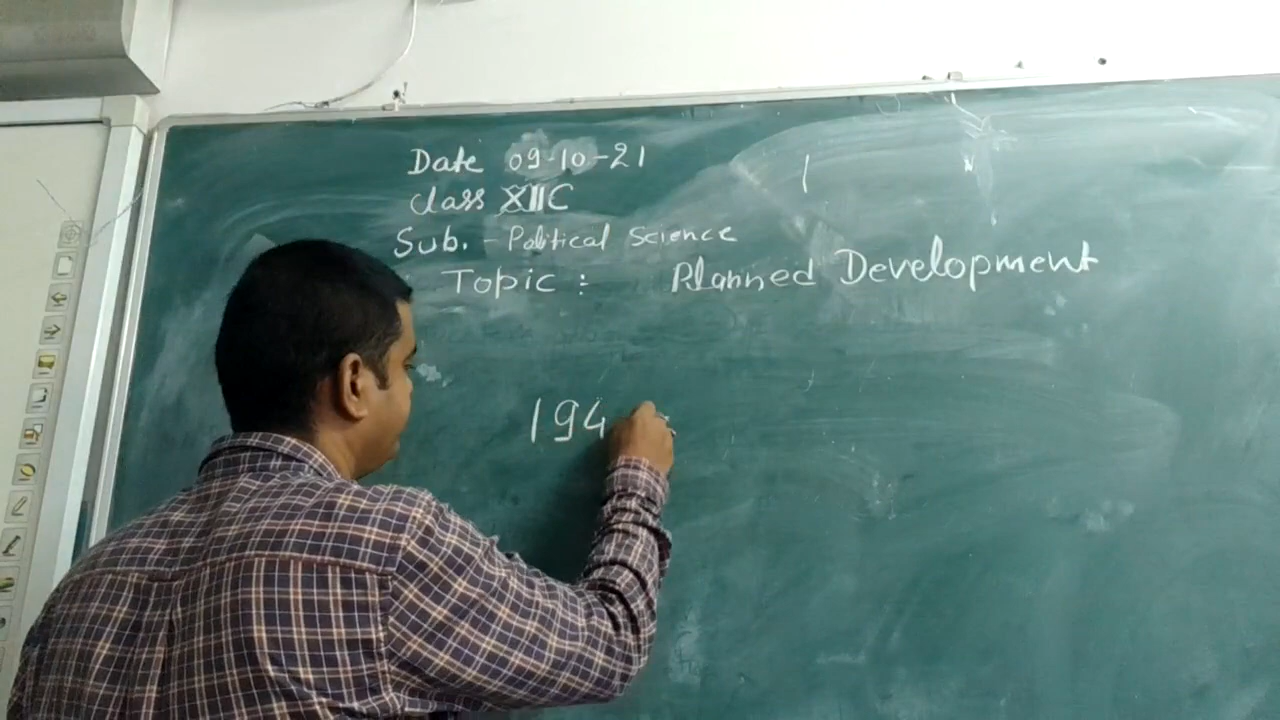 Date 09-10-21
Class XIIC
Sub. - Political Science
Topic : Planned Development
194